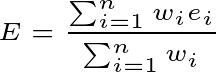 E = \frac{\sum_{i=1}^{n} w_i e_i}{\sum_{i=1}^{n} w_i}